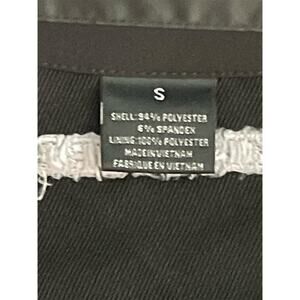 S
SHELL: 94% POLYESTER
6% SPANDEX
LINING: 100% POLYESTER
MADE IN VIETNAM
FABRIQUE EN VIETNAM